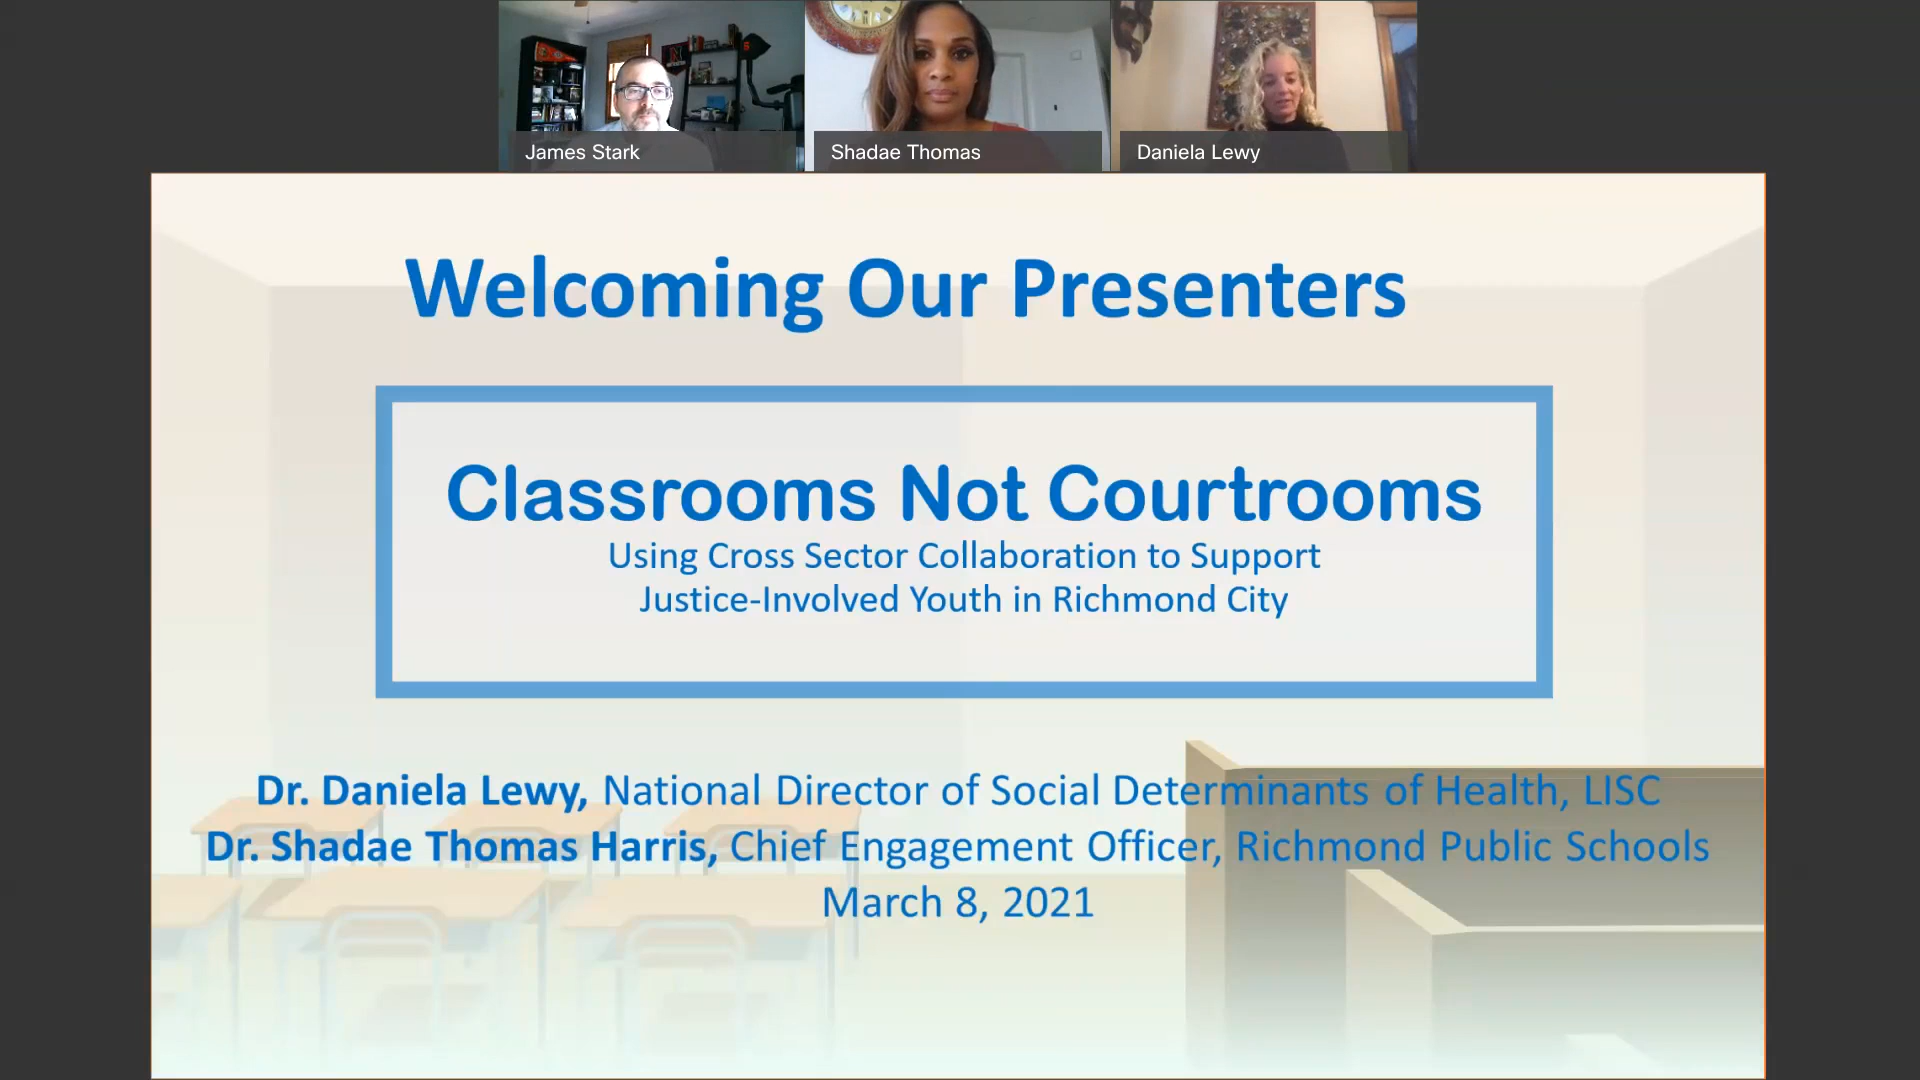 James Stark
Shadae Thomas
Daniela Lewy
Welcoming Our Presenters
Classrooms Not Courtrooms
Using Cross Sector Collaboration to Support
Justice-Involved Youth in Richmond City
Dr. Daniela Lewy, National Director of Social Determinants of Health, LISC
Dr. Shadae Thomas Harris, Chief Engagement Officer, Richmond Public Schools
March 8, 2021